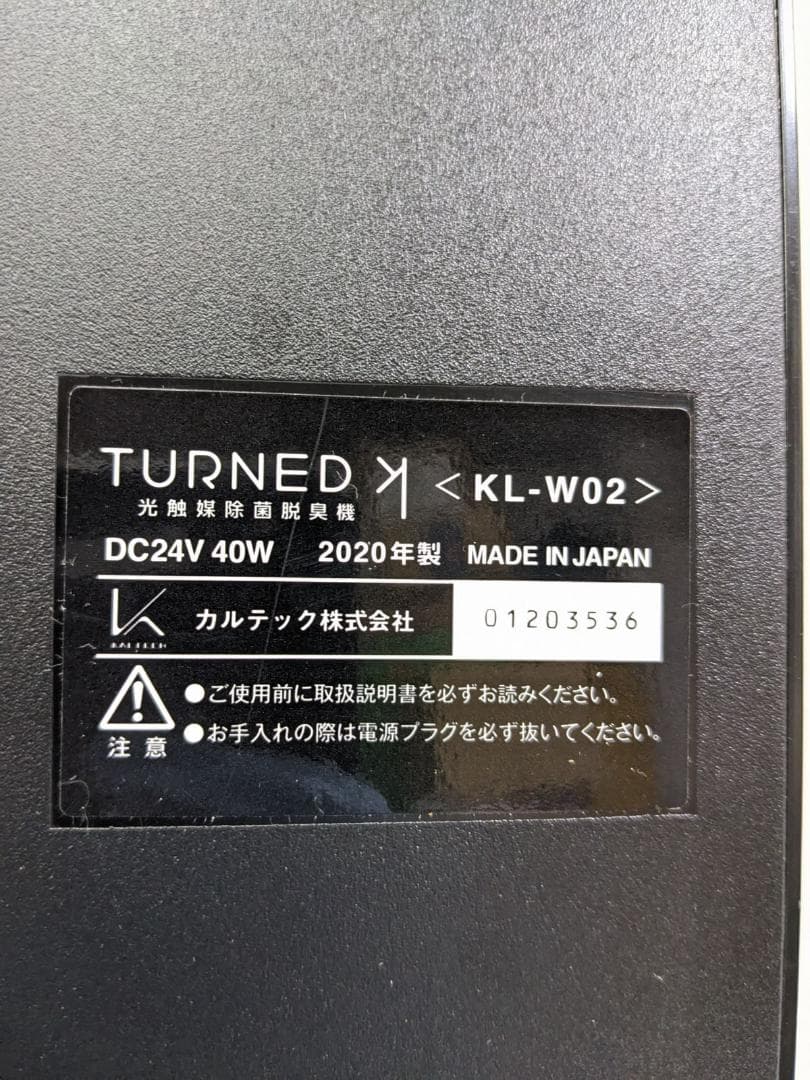 TURNED K <KL-W02>
光触媒除菌脱臭機
DC24V 40W 2020年製 MADE IN JAPAN
カルテック株式会社 01203536
●ご使用前に取扱説明書を必ずお読みください。
●お手入れの際は電源プラグを必ず抜いてください。
注意